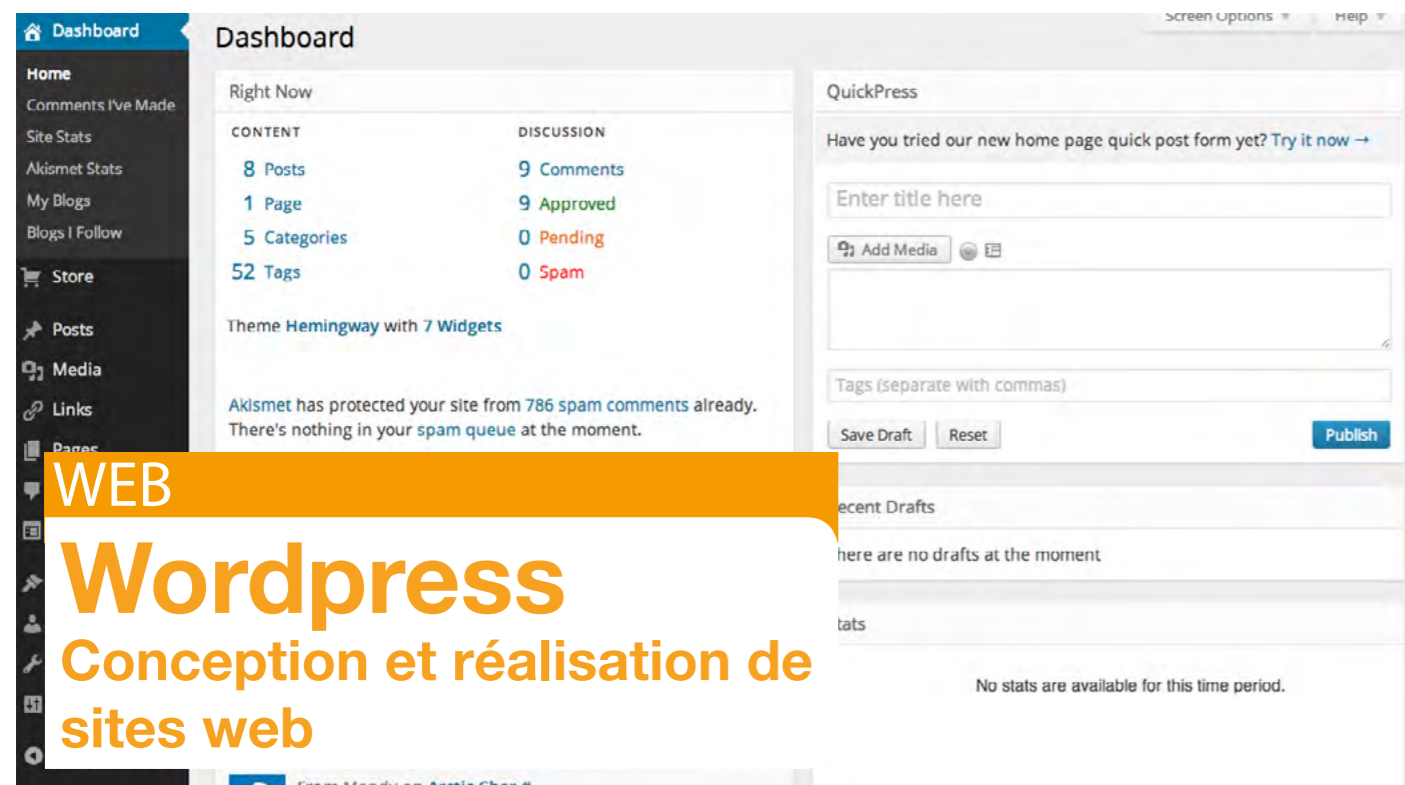 Dashboard
Home
Comments I've Made
Site Stats
Akismet Stats
My Blogs
Blogs I Follow
Store
Posts
Media
Links
Pages
Screen Options
Help
Dashboard
Right Now
CONTENT
8 Posts
1 Page
5 Categories
52 Tags
DISCUSSION
9 Comments
9 Approved
0 Pending
0 Spam
Theme Hemingway with 7 Widgets
Akismet has protected your site from 786 spam comments already.
There's nothing in your spam queue at the moment.
QuickPress
Have you tried our new home page quick post form yet? Try it now →
Enter title here
Add Media
Tags (separate with commas)
Save Draft
Reset
Publish
ecent Drafts
here are no drafts at the moment
tats
No stats are available for this time period.
WEB
Wordpress
Conception et réalisation de
sites web